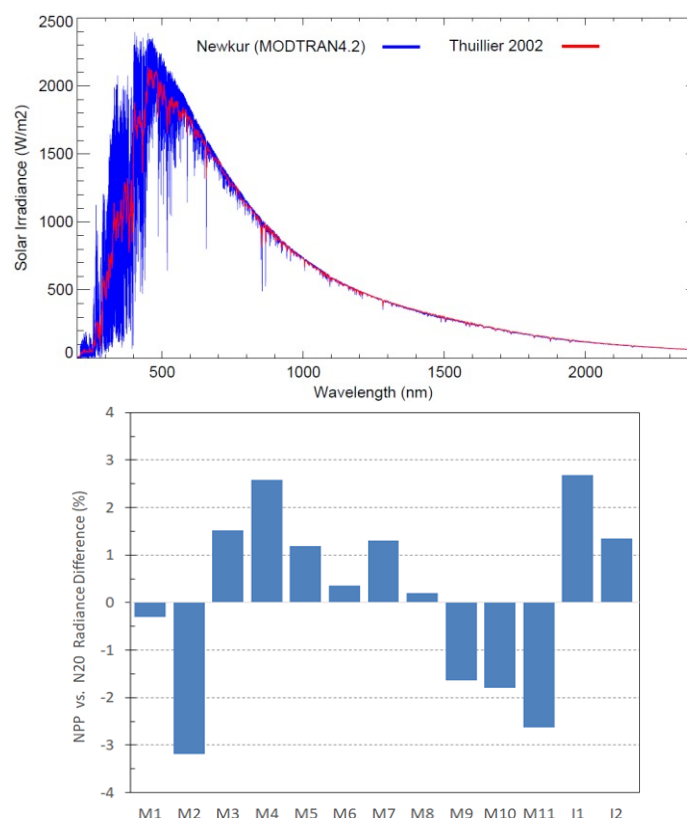 Newkur (MODTRAN4.2) Thuillier 2002
Solar Irradiance (W/m2)
2500
2000
1500
1000
500
0
500 1000 1500 2000
Wavelength (nm)
NPP vs. N20 Radiance Difference (%)
4
3
2
1
0
-1
-2
-3
-4
M1 M2 M3 M4 M5 M6 M7 M8 M9 M10 M11 I1 I2